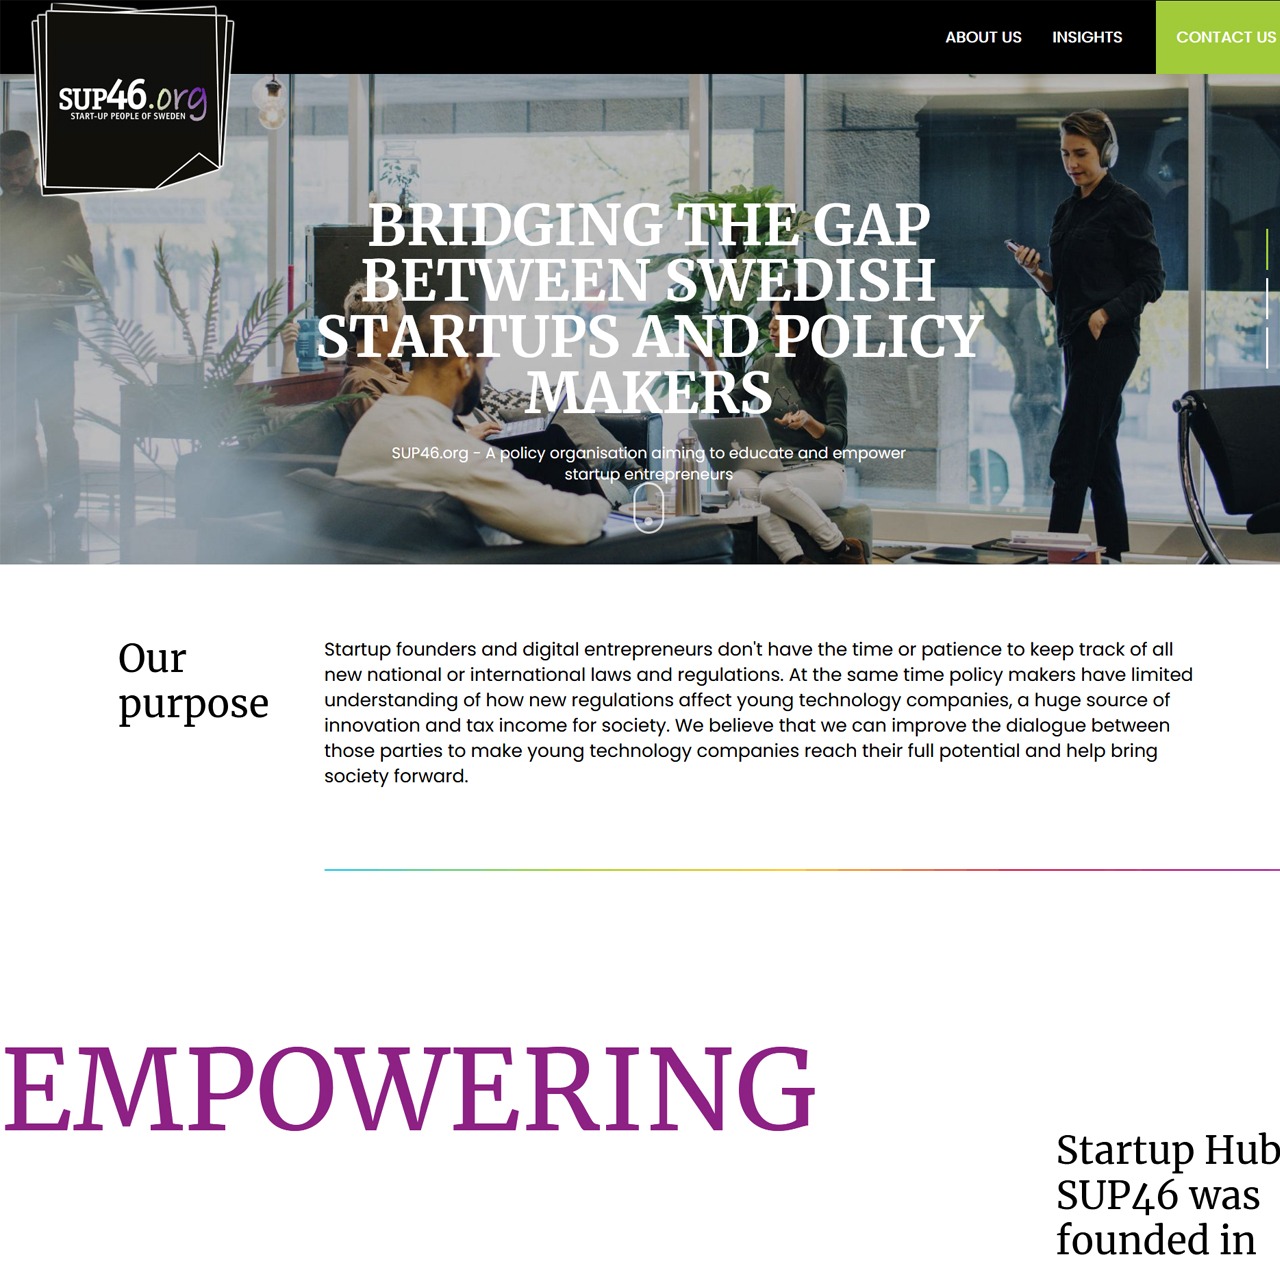 ABOUT US
INSIGHTS
CONTACT US
SUP46.org
START-UP PEOPLE OF SWEDEN
BRIDGING THE GAP
BETWEEN SWEDISH
STARTUPS AND POLICY
MAKERS
SUP46.org - A policy organisation aiming to educate and empower
startup entrepreneurs
Our
purpose
Startup founders and digital entrepreneurs don't have the time or patience to keep track of all
new national or international laws and regulations. At the same time policy makers have limited
understanding of how new regulations affect young technology companies, a huge source of
innovation and tax income for society. We believe that we can improve the dialogue between
those parties to make young technology companies reach their full potential and help bring
society forward.
EMPOWERING
Startup Hub
SUP46 was
founded in